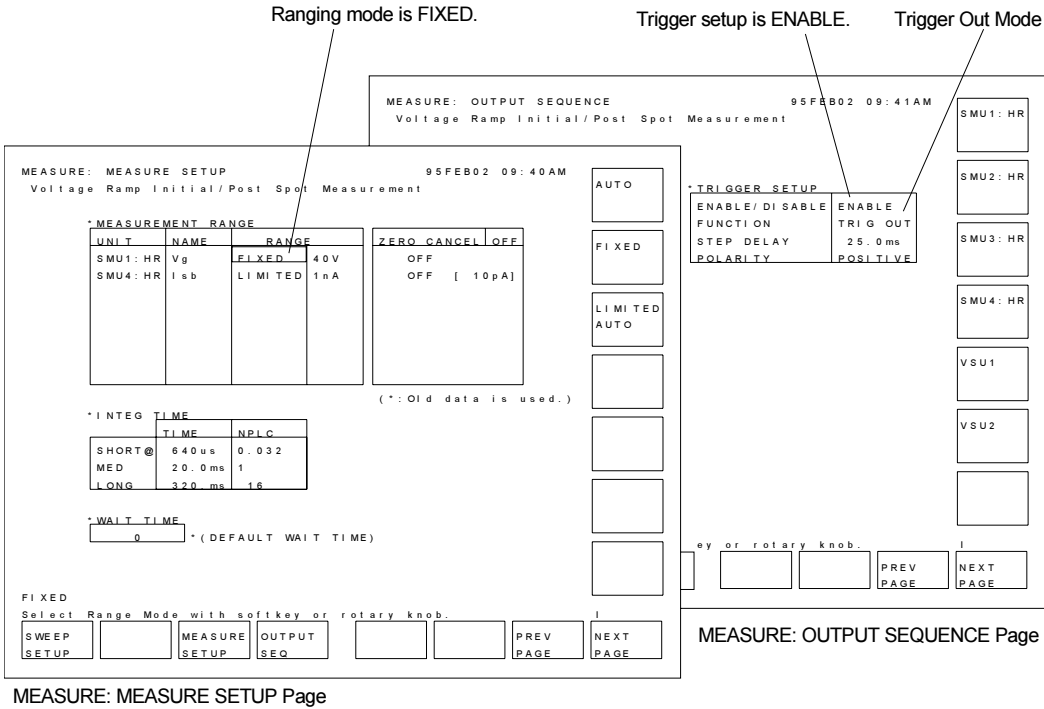 Ranging mode is FIXED.
Trigger setup is ENABLE.
Trigger Out Mode
MEASURE: OUTPUT SEQUENCE 95FEB02 09:41AM
Voltage Ramp Initial/Post Spot Measurement
SMU1:HR
SMU2:HR
SMU3:HR
SMU4:HR
VSU1
VSU2
*TRIGGER SETUP
ENABLE/DISABLE ENABLE
FUNCTION TRIG OUT
STEP DELAY 25.0ms
POLARITY POSITIVE
ey or rotary knob. I
PREV PAGE
NEXT PAGE
MEASURE: OUTPUT SEQUENCE Page
MEASURE: MEASURE SETUP 95FEB02 09:40AM
Voltage Ramp Initial/Post Spot Measurement
AUTO
FIXED
LIMITED
AUTO
*MEASUREMENT RANGE
UNIT NAME RANGE ZERO CANCEL OFF
SMU1:HR Vg FIXED 40V OFF
SMU4:HR Isb LIMITED 1nA OFF [ 10pA]
(*:Old data is used.)
*INTEG TIME
TIME NPLC
SHORT@ 640us 0.032
MED 20.0ms 1
LONG 320.ms 16
*WAIT TIME
0 *(DEFAULT WAIT TIME)
FIXED
Select Range Mode with softkey or rotary knob. I
SWEEP MEASURE OUTPUT PREV NEXT
SETUP SETUP SEQ PAGE PAGE
MEASURE: MEASURE SETUP Page